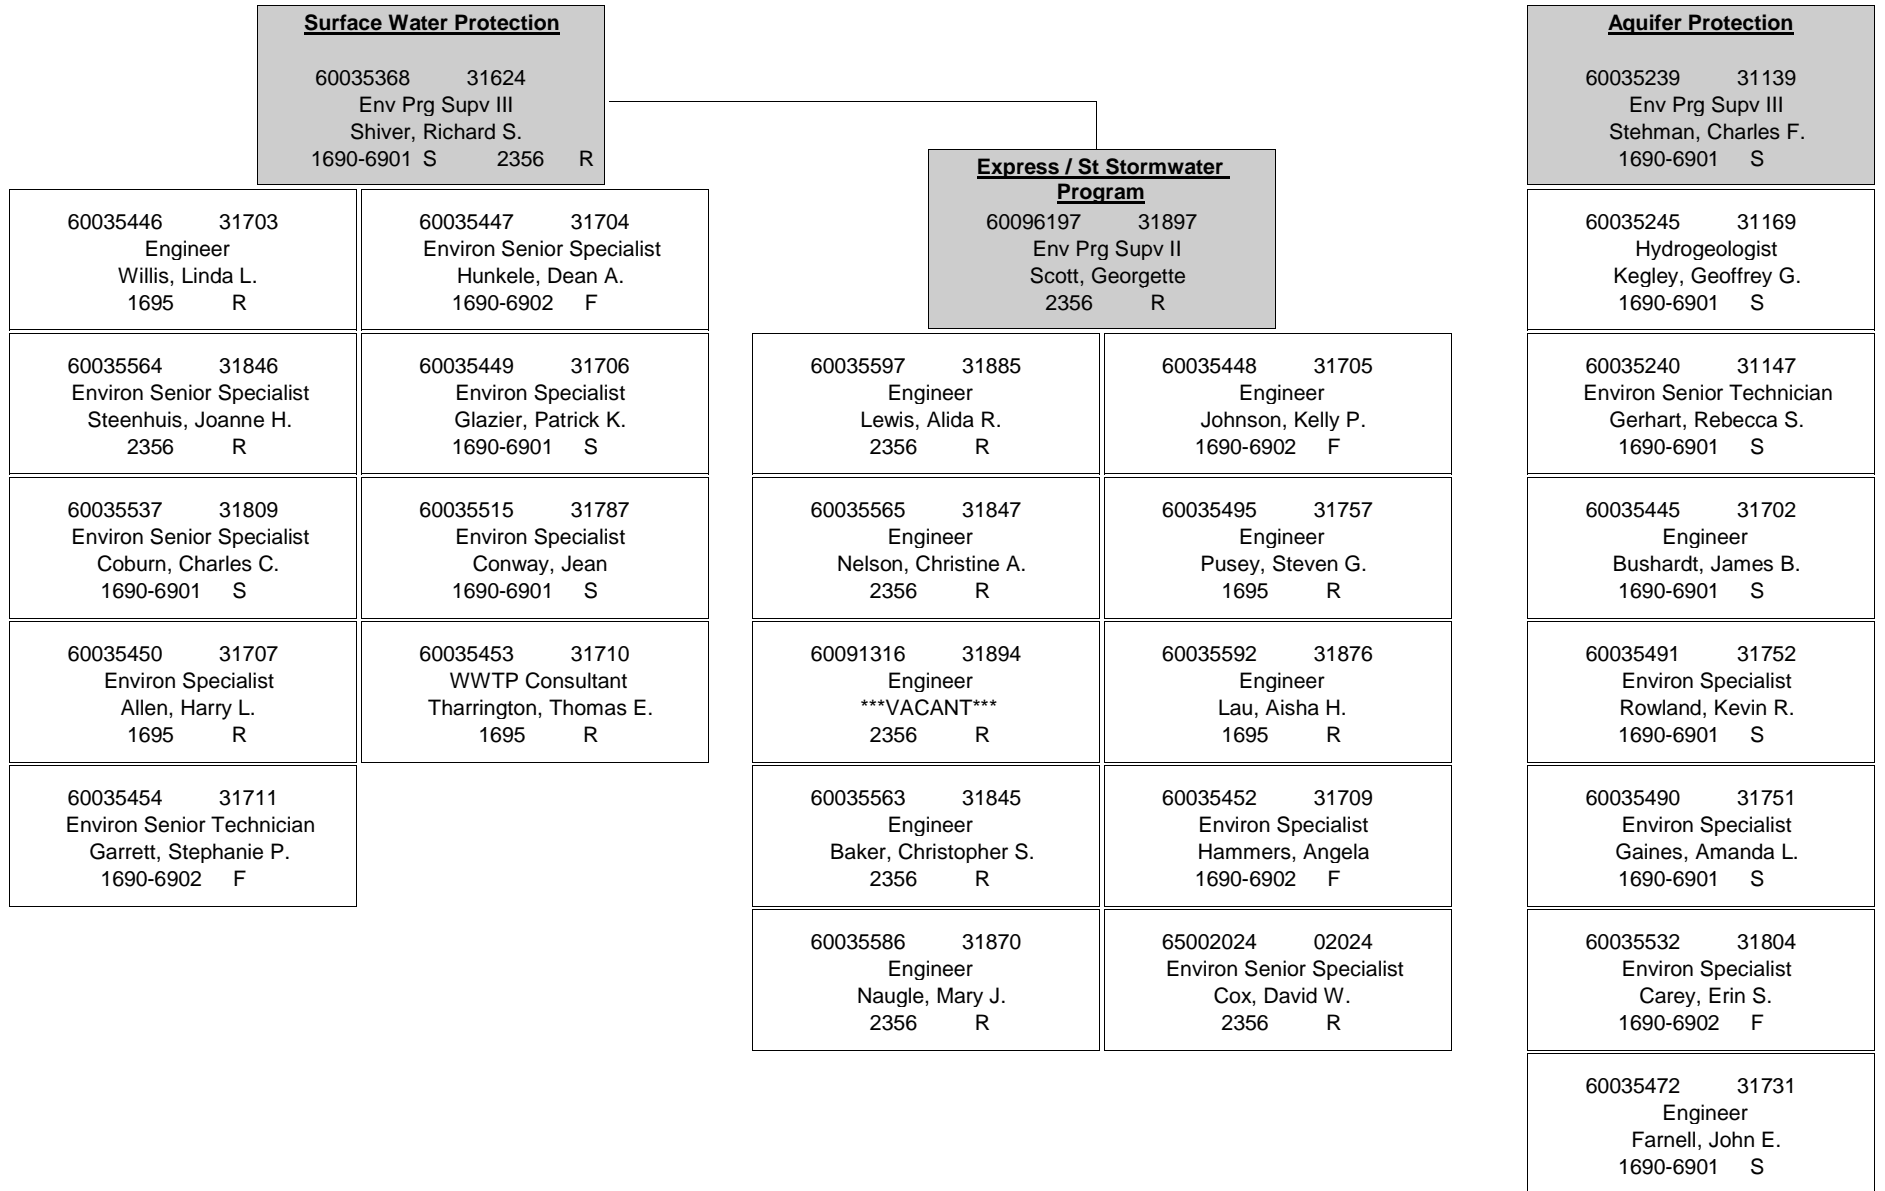 Surface Water Protection
60035368 31624
Env Prg Supv III
Shiver, Richard S.
1690-6901 S 2356 R
60035446 31703
Engineer
Willis, Linda L.
1695 R
60035447 31704
Environ Senior Specialist
Hunkele, Dean A.
1690-6902 F
60035564 31846
Environ Senior Specialist
Steenhuis, Joanne H.
2356 R
60035449 31706
Environ Specialist
Glazier, Patrick K.
1690-6901 S
60035537 31809
Environ Senior Specialist
Coburn, Charles C.
1690-6901 S
60035515 31787
Environ Specialist
Conway, Jean
1690-6901 S
60035450 31707
Environ Specialist
Allen, Harry L.
1695 R
60035453 31710
WWTP Consultant
Tharrington, Thomas E.
1695 R
60035454 31711
Environ Senior Technician
Garrett, Stephanie P.
1690-6902 F
Express / St Stormwater
Program
60096197 31897
Env Prg Supv II
Scott, Georgette
2356 R
60035597 31885
Engineer
Lewis, Alida R.
2356 R
60035448 31705
Engineer
Johnson, Kelly P.
1690-6902 F
60035565 31847
Engineer
Nelson, Christine A.
2356 R
60035495 31757
Engineer
Pusey, Steven G.
1695 R
60091316 31894
Engineer
***VACANT***
2356 R
60035592 31876
Engineer
Lau, Aisha H.
1695 R
60035563 31845
Engineer
Baker, Christopher S.
2356 R
60035452 31709
Environ Specialist
Hammers, Angela
1690-6902 F
60035586 31870
Engineer
Naugle, Mary J.
2356 R
65002024 02024
Environ Senior Specialist
Cox, David W.
2356 R
Aquifer Protection
60035239 31139
Env Prg Supv III
Stehman, Charles F.
1690-6901 S
60035245 31169
Hydrogeologist
Kegley, Geoffrey G.
1690-6901 S
60035240 31147
Environ Senior Technician
Gerhart, Rebecca S.
1690-6901 S
60035445 31702
Engineer
Bushardt, James B.
1690-6901 S
60035491 31752
Environ Specialist
Rowland, Kevin R.
1690-6901 S
60035490 31751
Environ Specialist
Gaines, Amanda L.
1690-6901 S
60035532 31804
Environ Specialist
Carey, Erin S.
1690-6902 F
60035472 31731
Engineer
Farnell, John E.
1690-6901 S